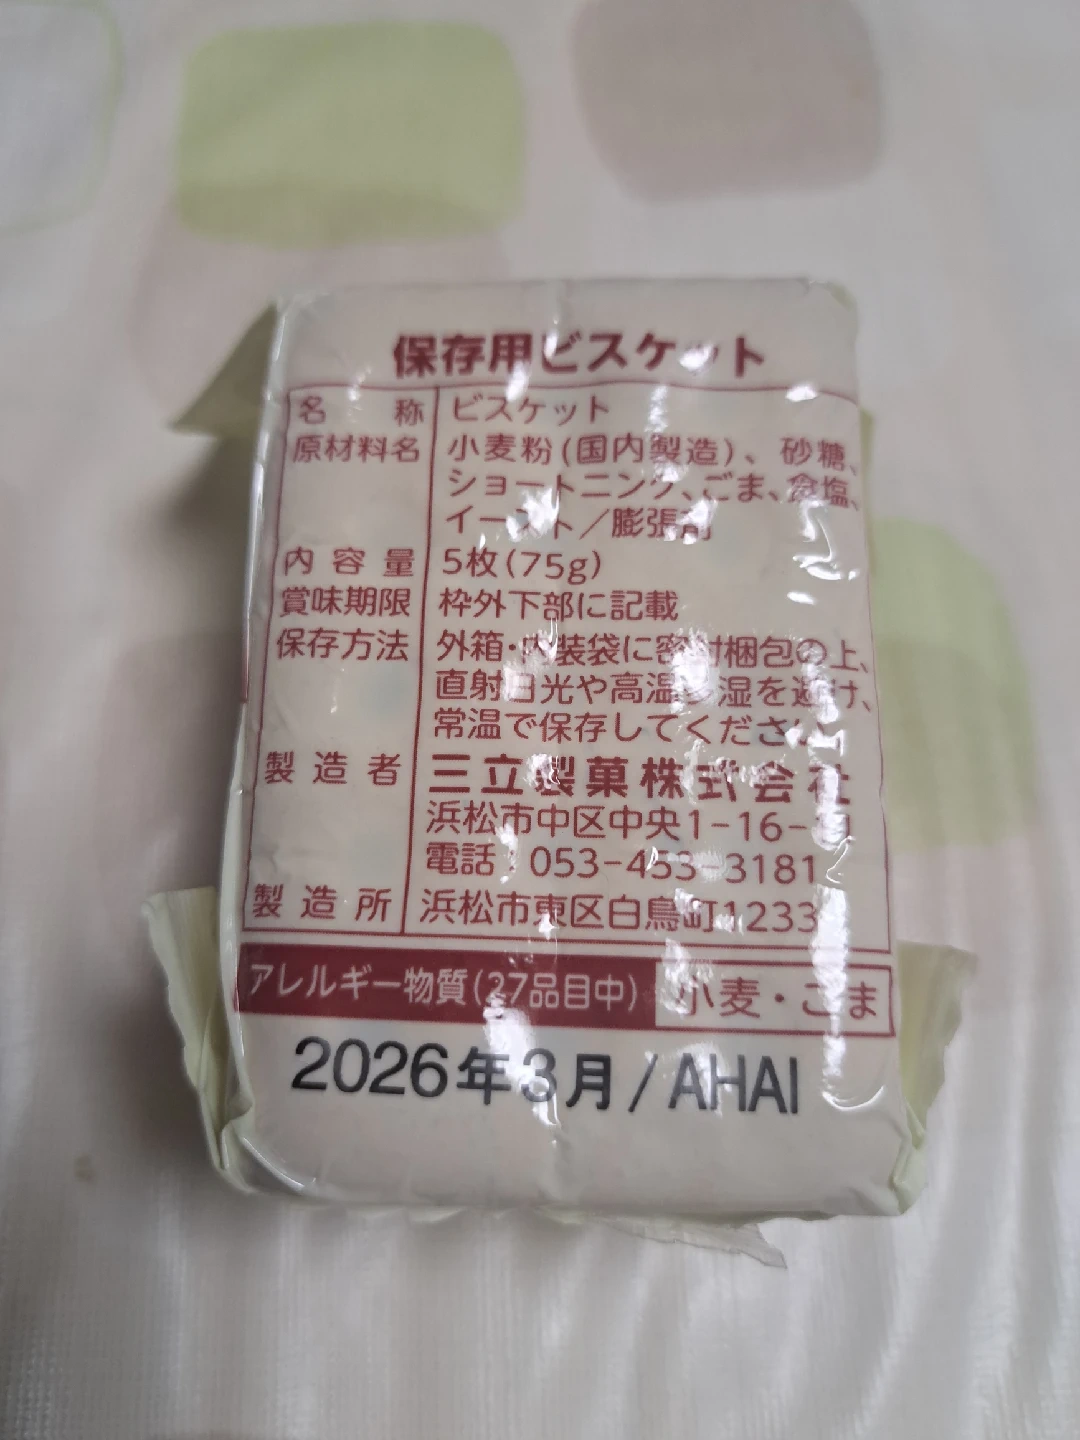 保存用ビスケット
名称 ビスケット
原材料名 小麦粉(国内製造)、砂糖、
ショートニング、ごま、食塩、
イースト／膨張剤
内容量 5枚(75g)
賞味期限 枠外下部に記載
保存方法 外箱・内装袋に密封梱包の上、
直射日光や高温多湿を避け、
常温で保存してください。
製造者 三立製菓株式会社
浜松市中区中央1-16-11
電話：053-453-3181
製造所 浜松市東区白鳥町1233
アレルギー物質(27品目中) 小麦・ごま
2026年3月/AHAI